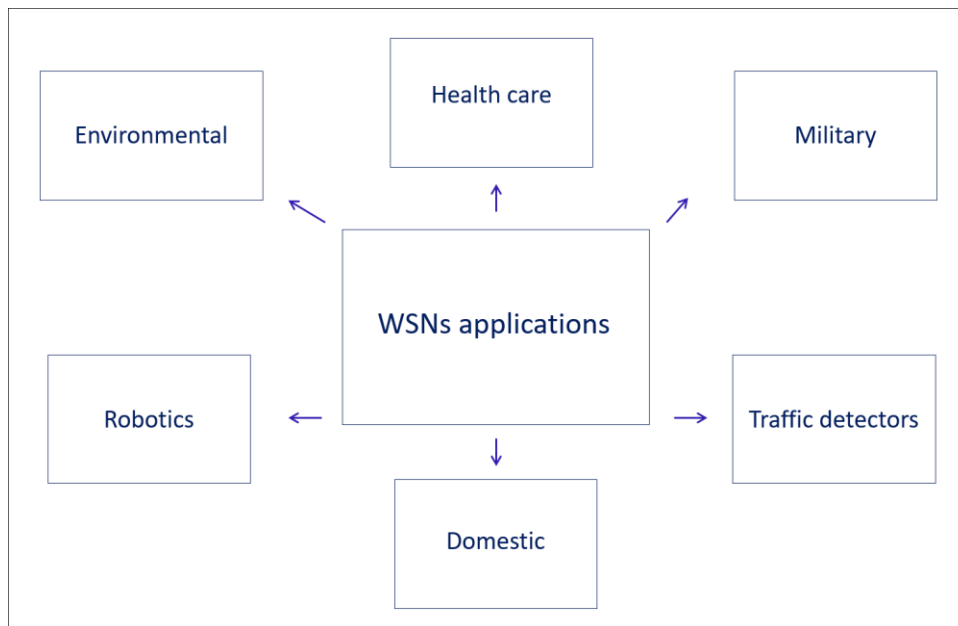 Health care
Environmental
Military
WSNs applications
Robotics
Traffic detectors
Domestic